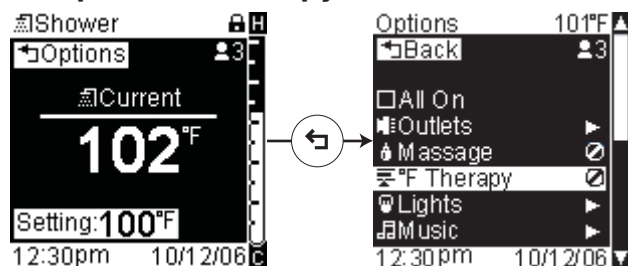 Shower H
Options 3
Current
102°F
Setting:100°F
12:30pm 10/12/06 C
Options 101°F
Back 3
All On
Outlets
Massage
°F Therapy
Lights
Music
12:30pm 10/12/06